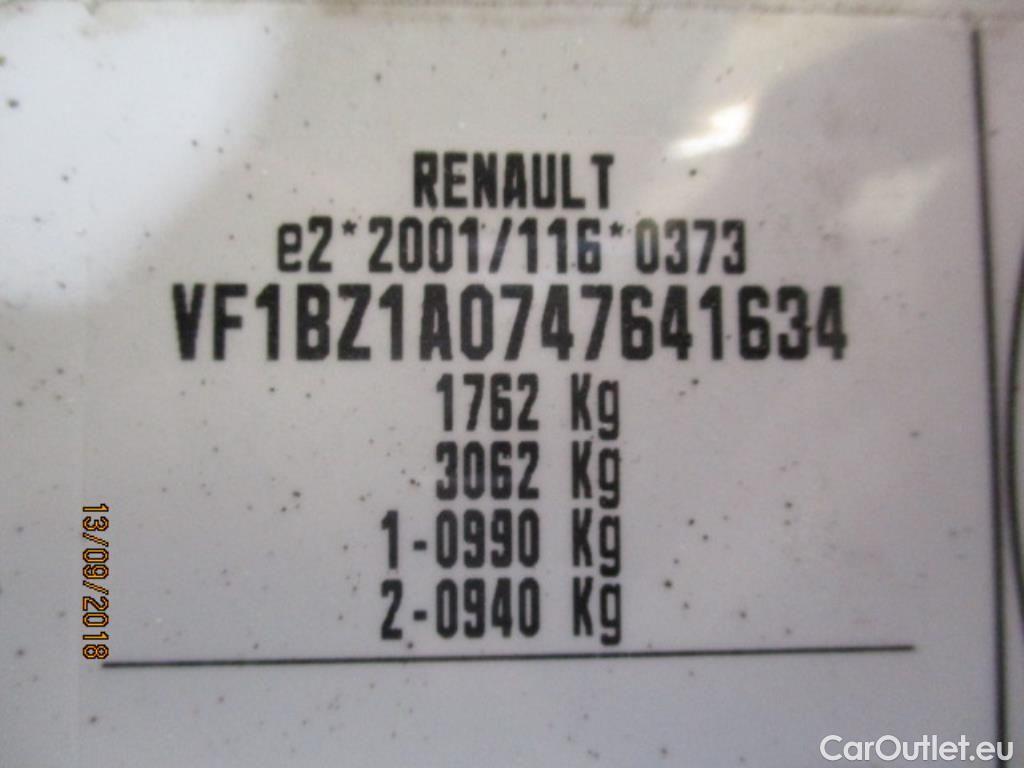 RENAULT
e2*2001/116*0373
VF1BZ1A0747641634
1762 Kg
3062 Kg
1-0990 Kg
2-0940 Kg
13/09/2018
CarOutlet.eu